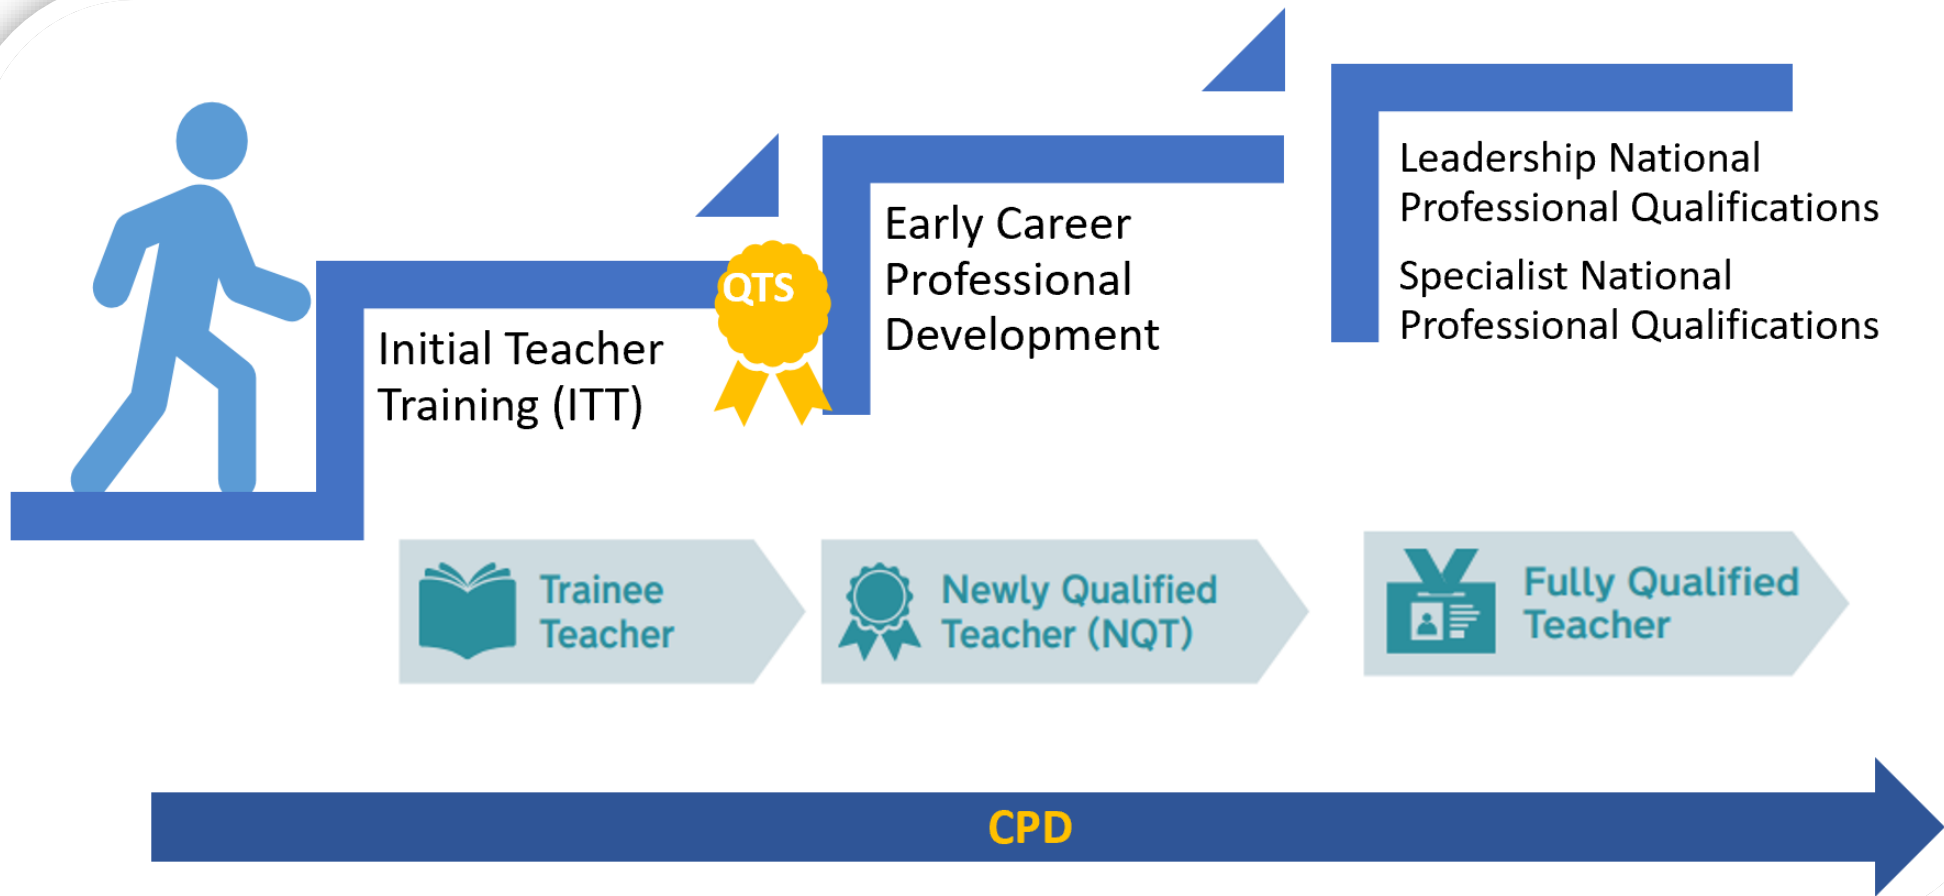 Initial Teacher
Training (ITT)
QTS
Early Career
Professional
Development
Leadership National
Professional Qualifications
Specialist National
Professional Qualifications
Trainee
Teacher
Newly Qualified
Teacher (NQT)
Fully Qualified
Teacher
CPD